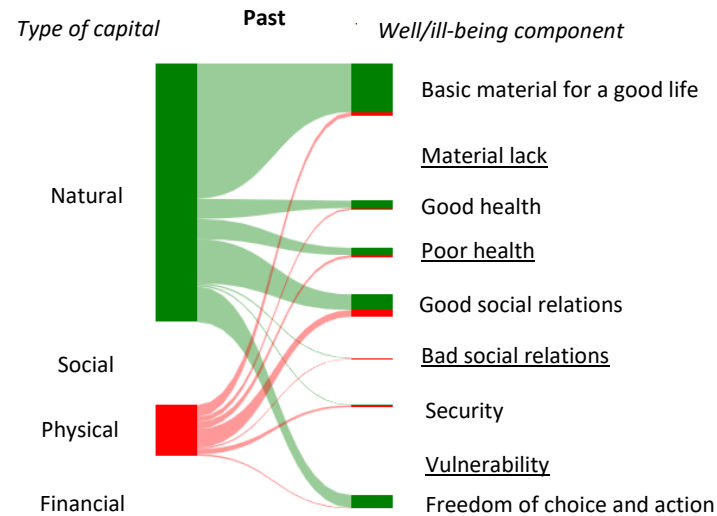 Type of capital
Past
Well/ill-being component
Basic material for a good life
Material lack
Natural
Good health
Poor health
Good social relations
Social
Bad social relations
Physical
Security
Vulnerability
Financial
Freedom of choice and action